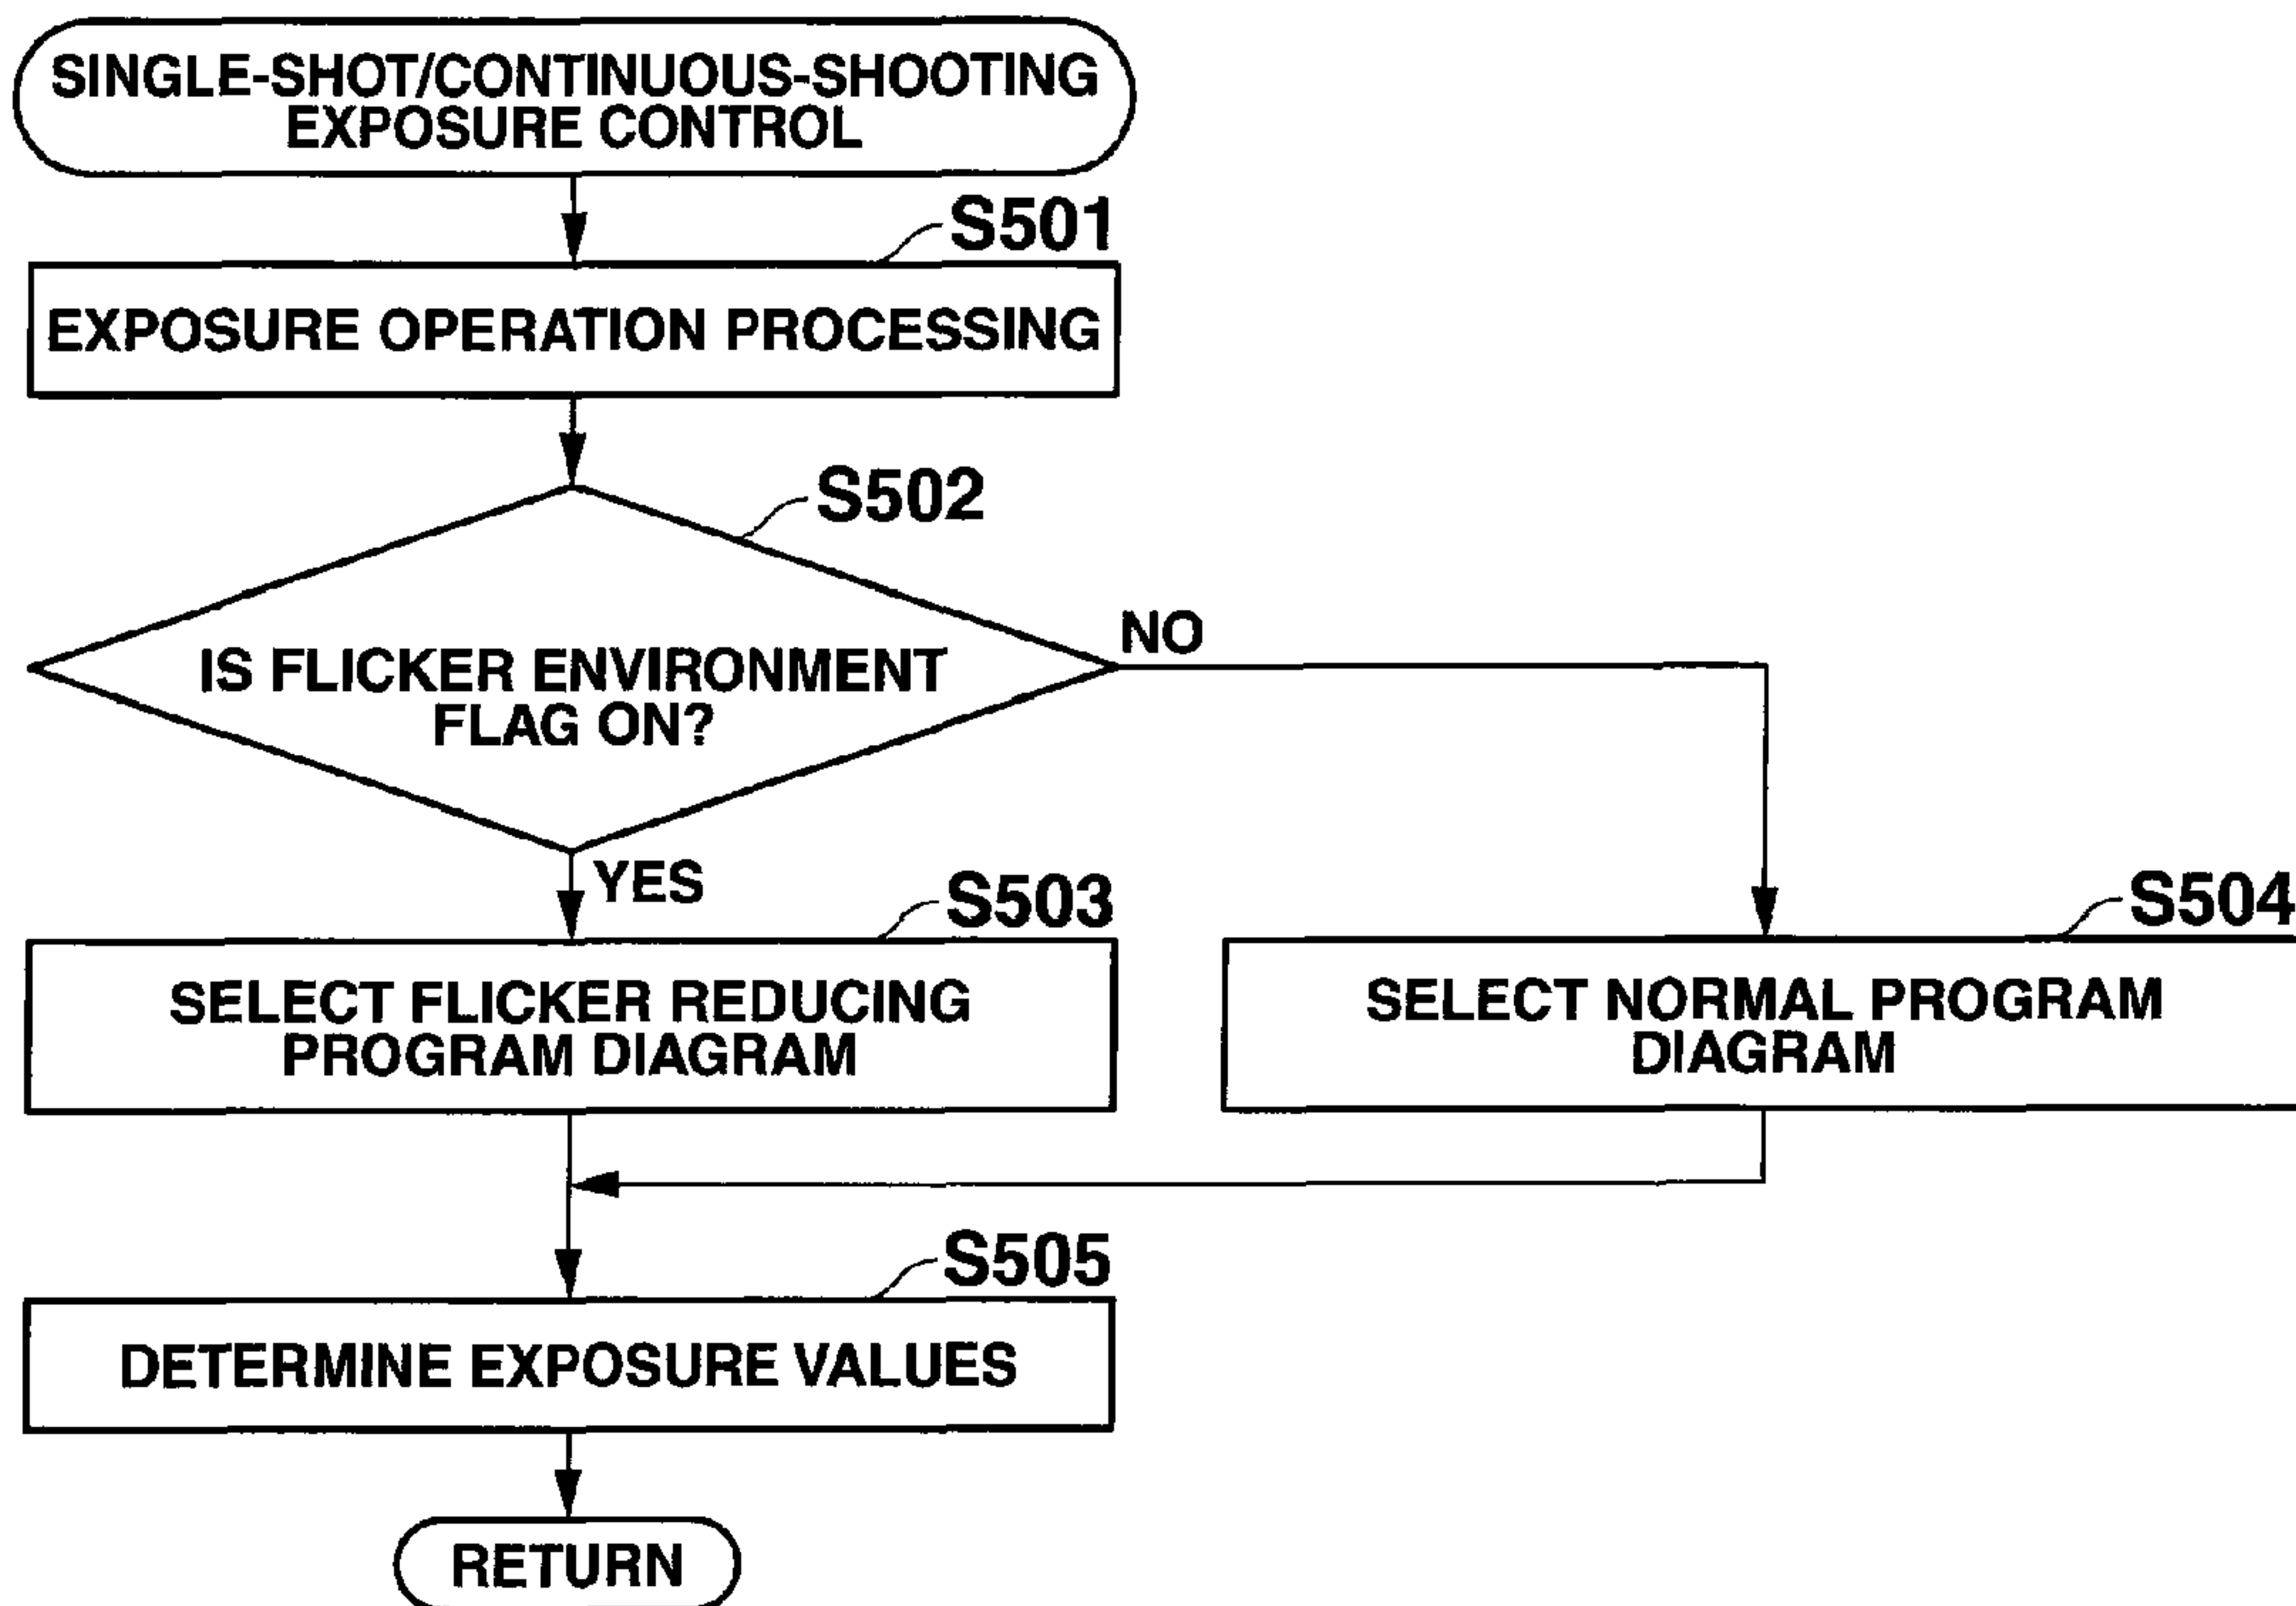 SINGLE-SHOT/CONTINUOUS-SHOOTING
EXPOSURE CONTROL
S501
EXPOSURE OPERATION PROCESSING
S502
IS FLICKER ENVIRONMENT
FLAG ON?
NO
YES
S503
SELECT FLICKER REDUCING
PROGRAM DIAGRAM
S504
SELECT NORMAL PROGRAM
DIAGRAM
S505
DETERMINE EXPOSURE VALUES
RETURN